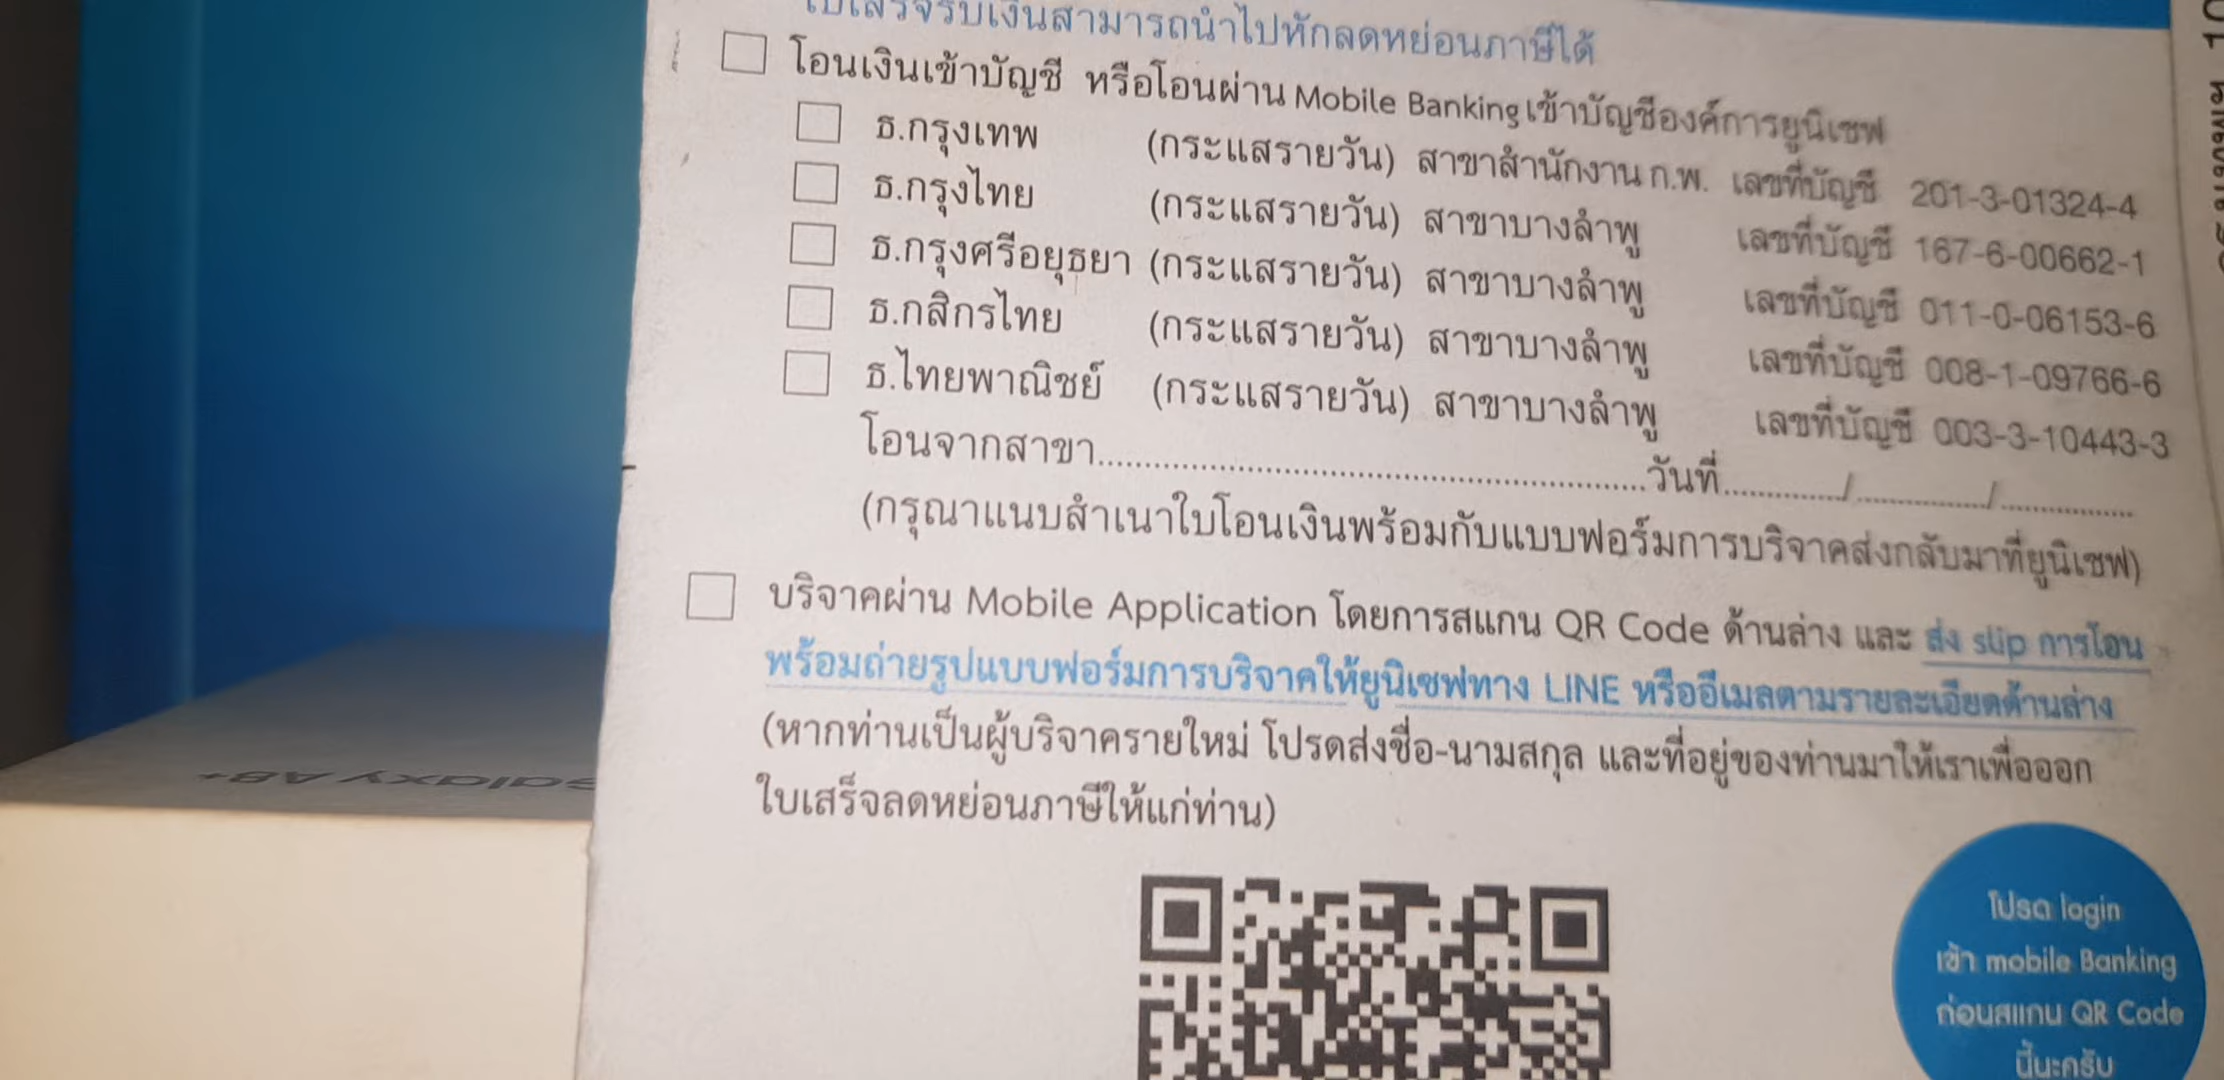 ใบเสร็จรับเงินสามารถนำไปหักลดหย่อนภาษีได้
โอนเงินเข้าบัญชี หรือโอนผ่าน Mobile Banking เข้าบัญชีองค์การยูนิเซฟ
ธ.กรุงเทพ (กระแสรายวัน) สาขาสำนักงาน ก.พ. เลขที่บัญชี 201-3-01324-4
ธ.กรุงไทย (กระแสรายวัน) สาขาบางลำพู เลขที่บัญชี 167-6-00662-1
ธ.กรุงศรีอยุธยา (กระแสรายวัน) สาขาบางลำพู เลขที่บัญชี 011-0-06153-6
ธ.กสิกรไทย (กระแสรายวัน) สาขาบางลำพู เลขที่บัญชี 008-1-09766-6
ธ.ไทยพาณิชย์ (กระแสรายวัน) สาขาบางลำพู เลขที่บัญชี 003-3-10443-3
โอนจากสาขา..........วันที่......../......../........
(กรุณาแนบสำเนาใบโอนเงินพร้อมกับแบบฟอร์มการบริจาคส่งกลับมาที่ยูนิเซฟ)
บริจาคผ่าน Mobile Application โดยการสแกน QR Code ด้านล่าง และ ส่ง slip การโอน
พร้อมถ่ายรูปแบบฟอร์มการบริจาคให้ยูนิเซฟทาง LINE หรืออีเมลตามรายละเอียดด้านล่าง
(หากท่านเป็นผู้บริจาครายใหม่ โปรดส่งชื่อ-นามสกุล และที่อยู่ของท่านมาให้เราเพื่อออก
ใบเสร็จลดหย่อนภาษีให้แก่ท่าน)
โปรด login
เข้า mobile Banking
ก่อนสแกน QR Code
นี้นะครับ
Galaxy A8+